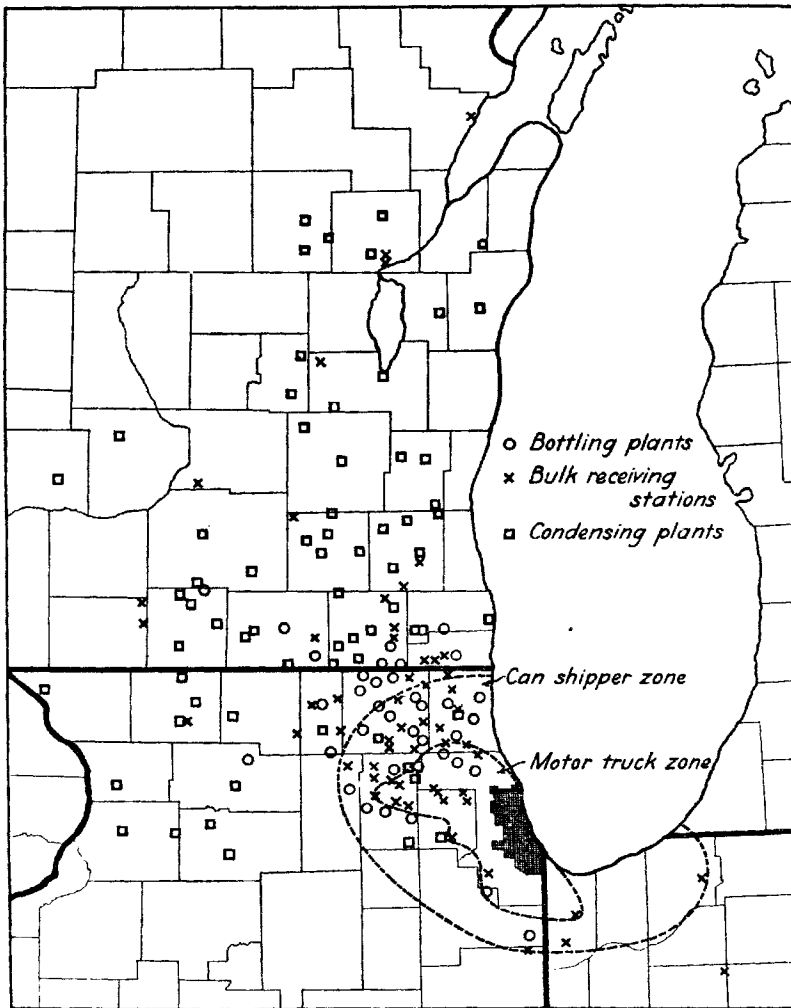 Bottling plants
Bulk receiving
stations
Condensing plants
Can shipper zone
Motor truck zone